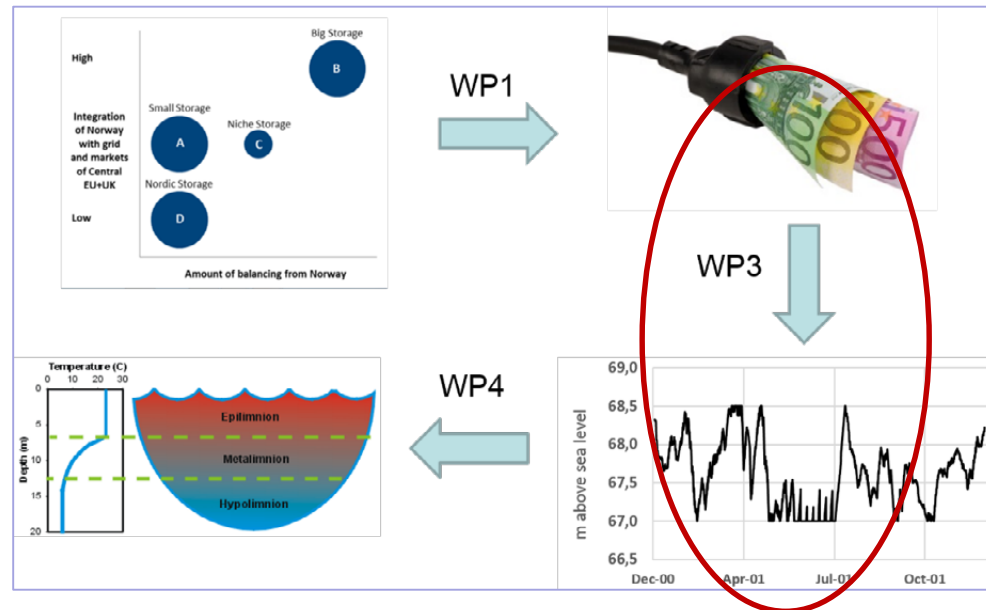 Big Storage
High
B
Small Storage
Integration
of Norway
with grid
and markets
of Central
EU+UK
A
Niche Storage
C
Nordic Storage
Low
D
Amount of balancing from Norway
WP1
100
200
500
WP3
69,0
68,5
68,0
67,5
67,0
66,5
m above sea level
Dec-00
Apr-01
Jul-01
Oct-01
WP4
Temperature (C)
0
10
20
30
0
5
10
15
20
Depth (m)
Epilimnion
Metalimnion
Hypolimnion